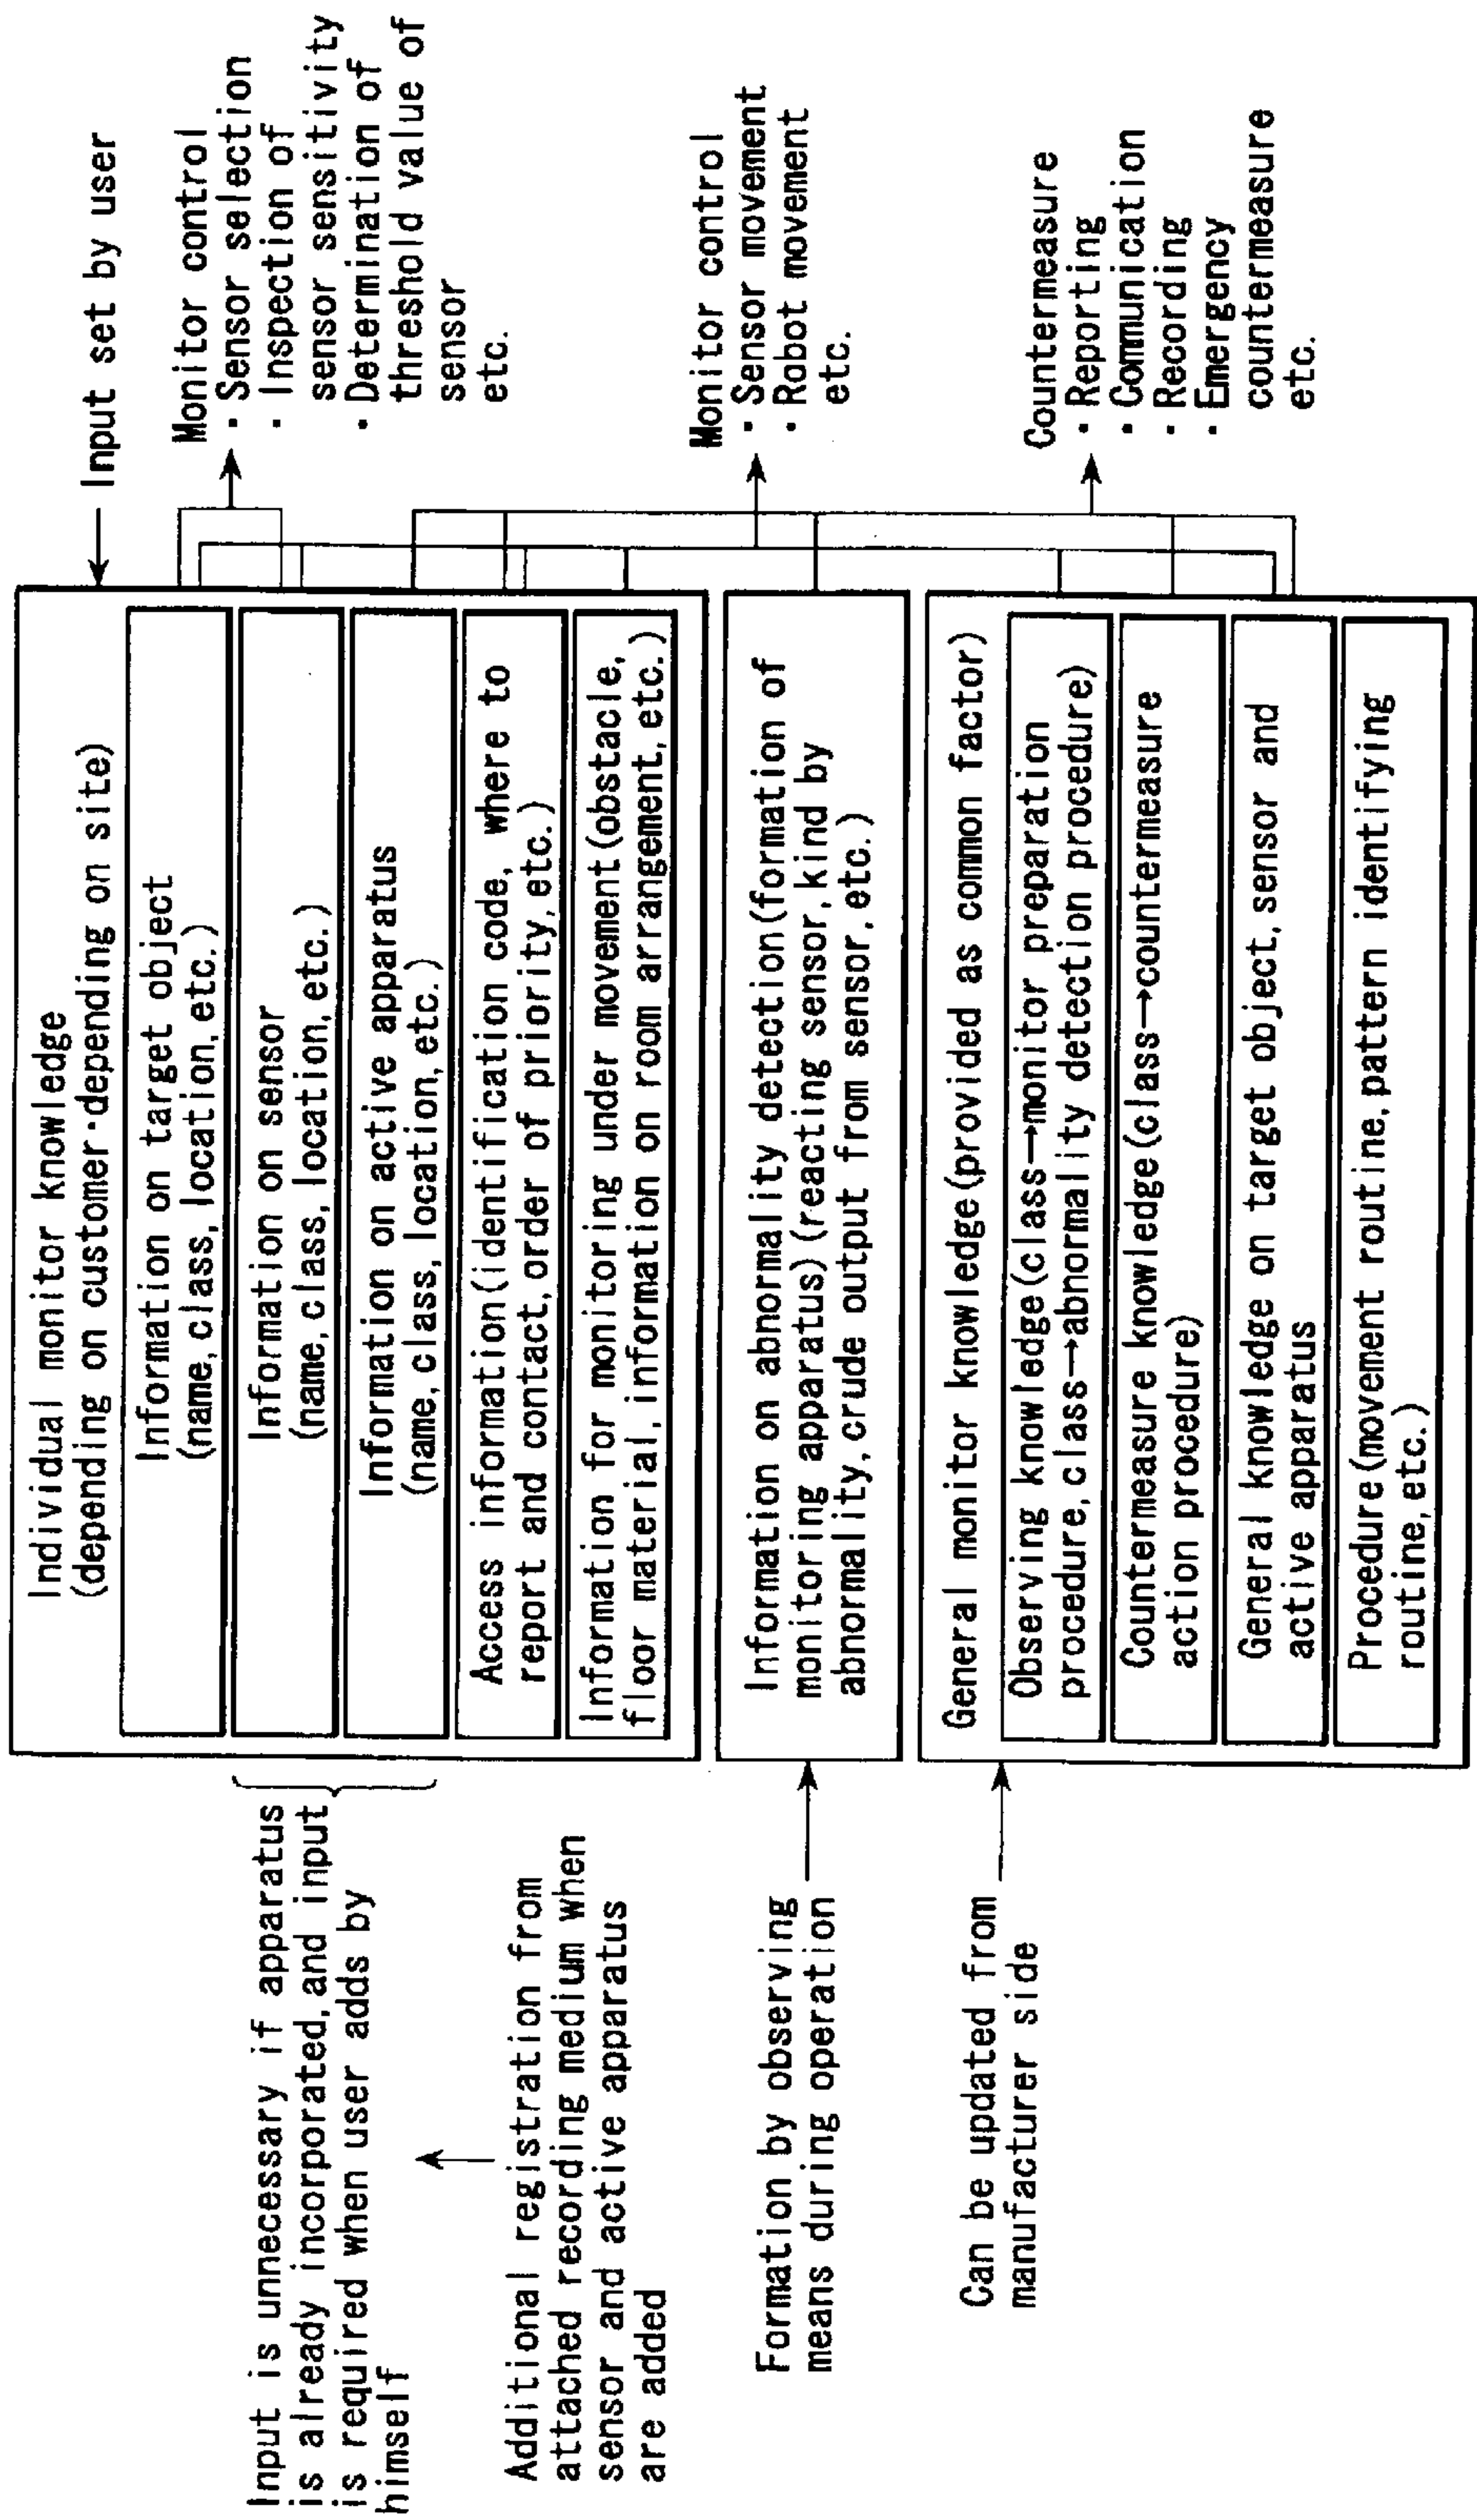 Input is unnecessary if apparatus
is already incorporated, and input
is required when user adds by
himself
Additional registration from
attached recording medium when
sensor and active apparatus
are added
Formation by observing
means during operation
Can be updated from
manufacturer side
Individual monitor knowledge
(depending on customer·depending on site)
Information on target object
(name, class, location, etc.)
Information on sensor
(name, class, location, etc.)
Information on active apparatus
(name, class, location, etc.)
Access information(identification code, where to
report and contact, order of priority, etc.)
Information for monitoring under movement(obstacle,
floor material, information on room arrangement, etc.)
Information on abnormality detection(formation of
monitoring apparatus)(reacting sensor, kind by
abnormality, crude output from sensor, etc.)
General monitor knowledge(provided as common factor)
Observing knowledge(class→monitor preparation
procedure, class→abnormality detection procedure)
Countermeasure knowledge(class→countermeasure
action procedure)
General knowledge on target object, sensor and
active apparatus
Procedure(movement routine, pattern identifying
routine, etc.)
Input set by user
Monitor control
· Sensor selection
· Inspection of
sensor sensitivity
· Determination of
threshold value of
sensor
etc.
Monitor control
· Sensor movement
· Robot movement
etc.
Countermeasure
· Reporting
· Communication
· Recording
· Emergency
countermeasure
etc.